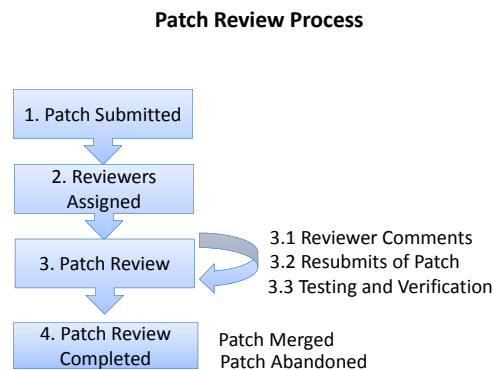 Patch Review Process
1. Patch Submitted
2. Reviewers
Assigned
3. Patch Review
3.1 Reviewer Comments
3.2 Resubmits of Patch
3.3 Testing and Verification
4. Patch Review
Completed
Patch Merged
Patch Abandoned